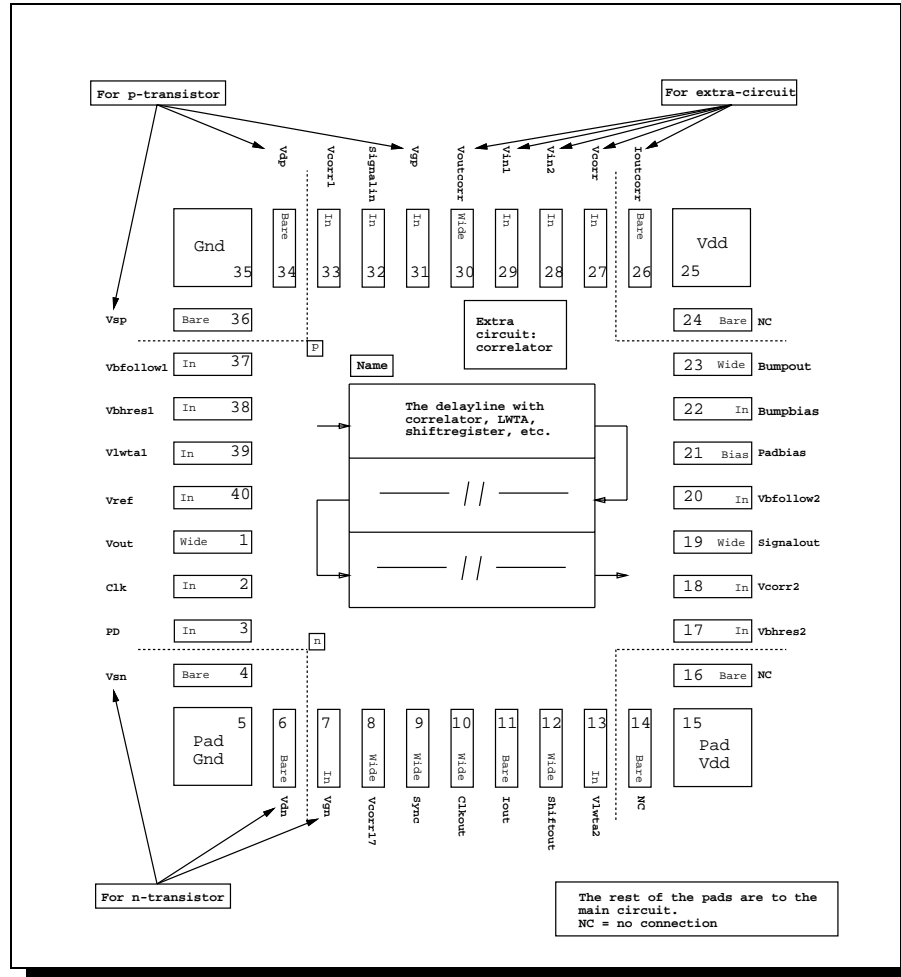 For p-transistor
For extra-circuit
Vdp
Vcorr1
Signalin
Vgp
Voutcorr
Vin1
Vin2
Vcorr
Ioutcorr
Gnd
35
Bare
34
In
33
In
32
In
31
Wide
30
In
29
In
28
In
27
Bare
26
Vdd
25
Vsp
Bare 36
24 Bare
NC
p
Extra
circuit:
correlator
Name
Vbfollow1
In 37
23 Wide
Bumpout
Vbhres1
In 38
22 In
Bumpbias
The delayline with
correlator, LWTA,
shiftregister, etc.
Vlwta1
In 39
21 Bias
Padbias
Vref
In 40
//
20 In
Vbfollow2
Vout
Wide 1
19 Wide
Signalout
Clk
In 2
//
18 In
Vcorr2
PD
In 3
17 In
Vbhres2
n
Vsn
Bare 4
16 Bare
NC
5
Pad
Gnd
6
Bare
7
In
8
Wide
9
Wide
10
Wide
11
Bare
12
Wide
13
In
14
Bare
15
Pad
Vdd
Vdn
Vgn
Vcorr17
Sync
Clkout
Iout
Shiftout
Vlwta2
NC
For n-transistor
The rest of the pads are to the
main circuit.
NC = no connection